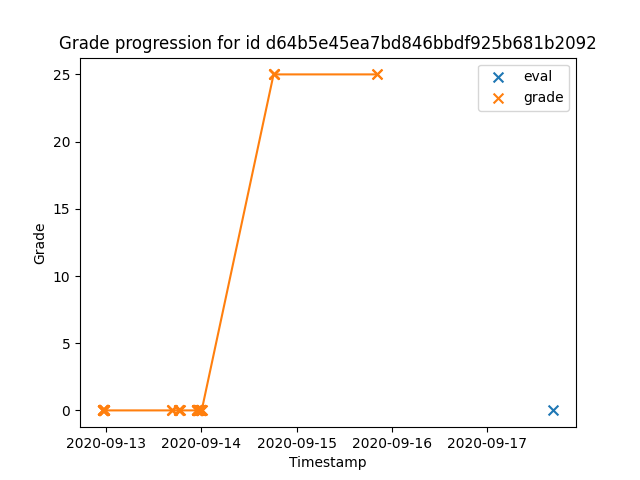 Grade progression for id d64b5e45ea7bd846bbdf925b681b2092
eval
grade
Grade
25
20
15
10
5
0
2020-09-13
2020-09-14
2020-09-15
2020-09-16
2020-09-17
Timestamp